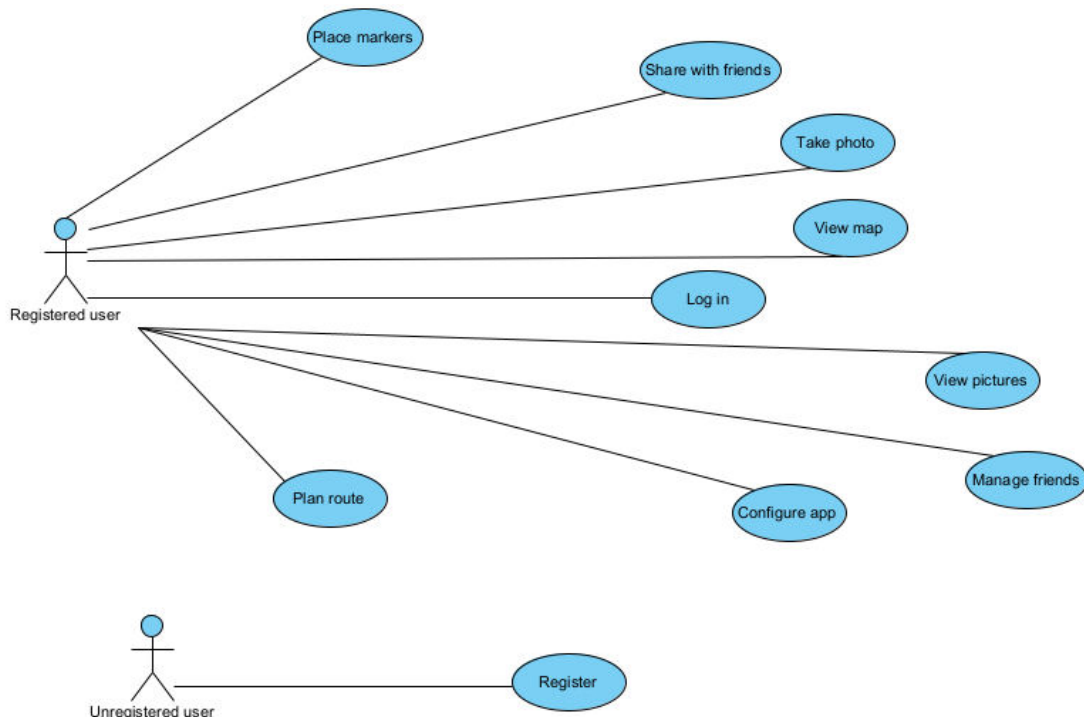 Place markers
Share with friends
Take photo
View map
Log in
Registered user
View pictures
Manage friends
Plan route
Configure app
Register
Unregistered user